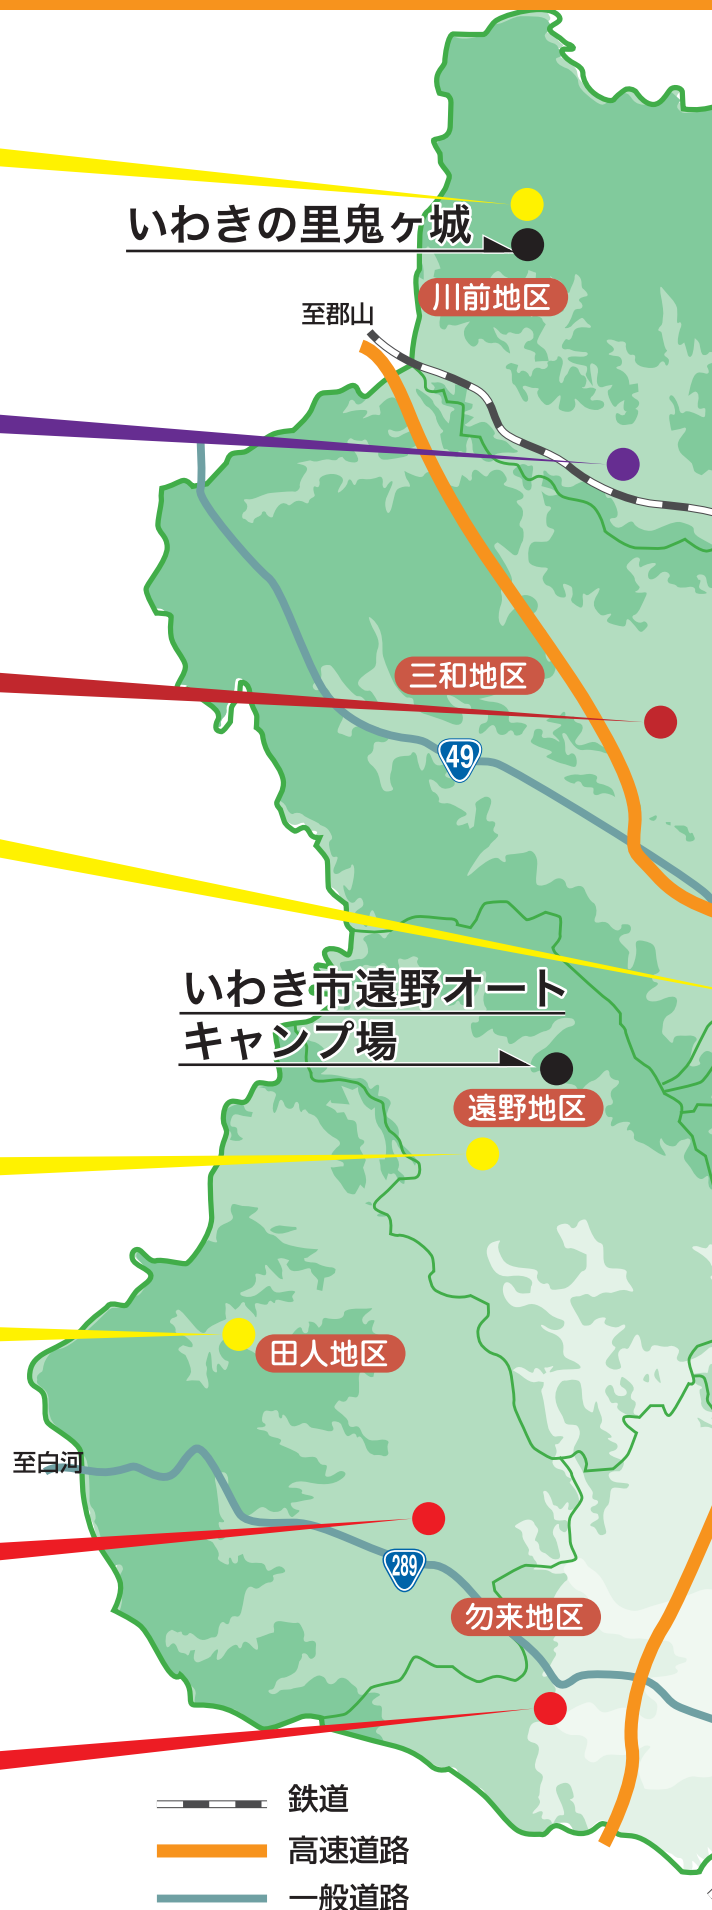 いわきの里鬼ヶ城
川前地区
至郡山
三和地区
49
いわき市遠野オート
キャンプ場
遠野地区
田人地区
至白河
289
勿来地区
鉄道
高速道路
一般道路